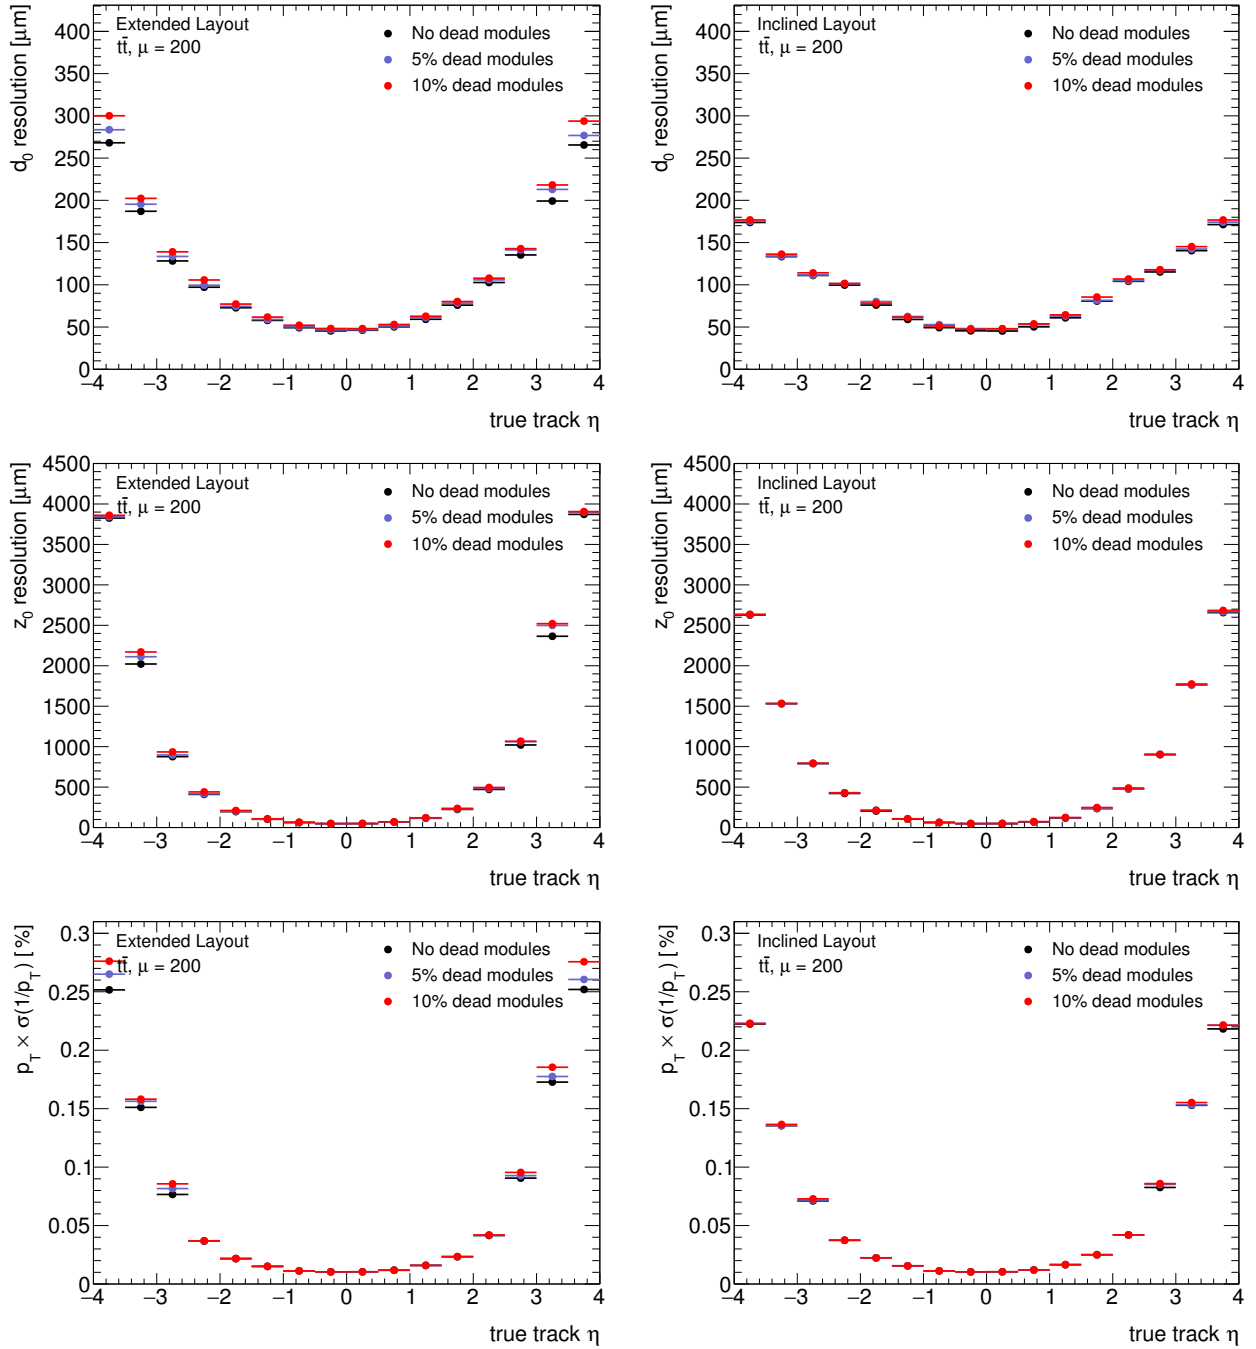 d₀ resolution [μm]
400
350
300
250
200
150
100
50
0
Extended Layout
tt̄, μ = 200
No dead modules
5% dead modules
10% dead modules
−4 −3 −2 −1 0 1 2 3 4
true track η
d₀ resolution [μm]
400
350
300
250
200
150
100
50
0
Inclined Layout
tt̄, μ = 200
No dead modules
5% dead modules
10% dead modules
−4 −3 −2 −1 0 1 2 3 4
true track η
z₀ resolution [μm]
4500
4000
3500
3000
2500
2000
1500
1000
500
0
Extended Layout
tt̄, μ = 200
No dead modules
5% dead modules
10% dead modules
−4 −3 −2 −1 0 1 2 3 4
true track η
z₀ resolution [μm]
4500
4000
3500
3000
2500
2000
1500
1000
500
0
Inclined Layout
tt̄, μ = 200
No dead modules
5% dead modules
10% dead modules
−4 −3 −2 −1 0 1 2 3 4
true track η
p_T × σ(1/p_T) [%]
0.3
0.25
0.2
0.15
0.1
0.05
0
Extended Layout
tt̄, μ = 200
No dead modules
5% dead modules
10% dead modules
−4 −3 −2 −1 0 1 2 3 4
true track η
p_T × σ(1/p_T) [%]
0.3
0.25
0.2
0.15
0.1
0.05
0
Inclined Layout
tt̄, μ = 200
No dead modules
5% dead modules
10% dead modules
−4 −3 −2 −1 0 1 2 3 4
true track η